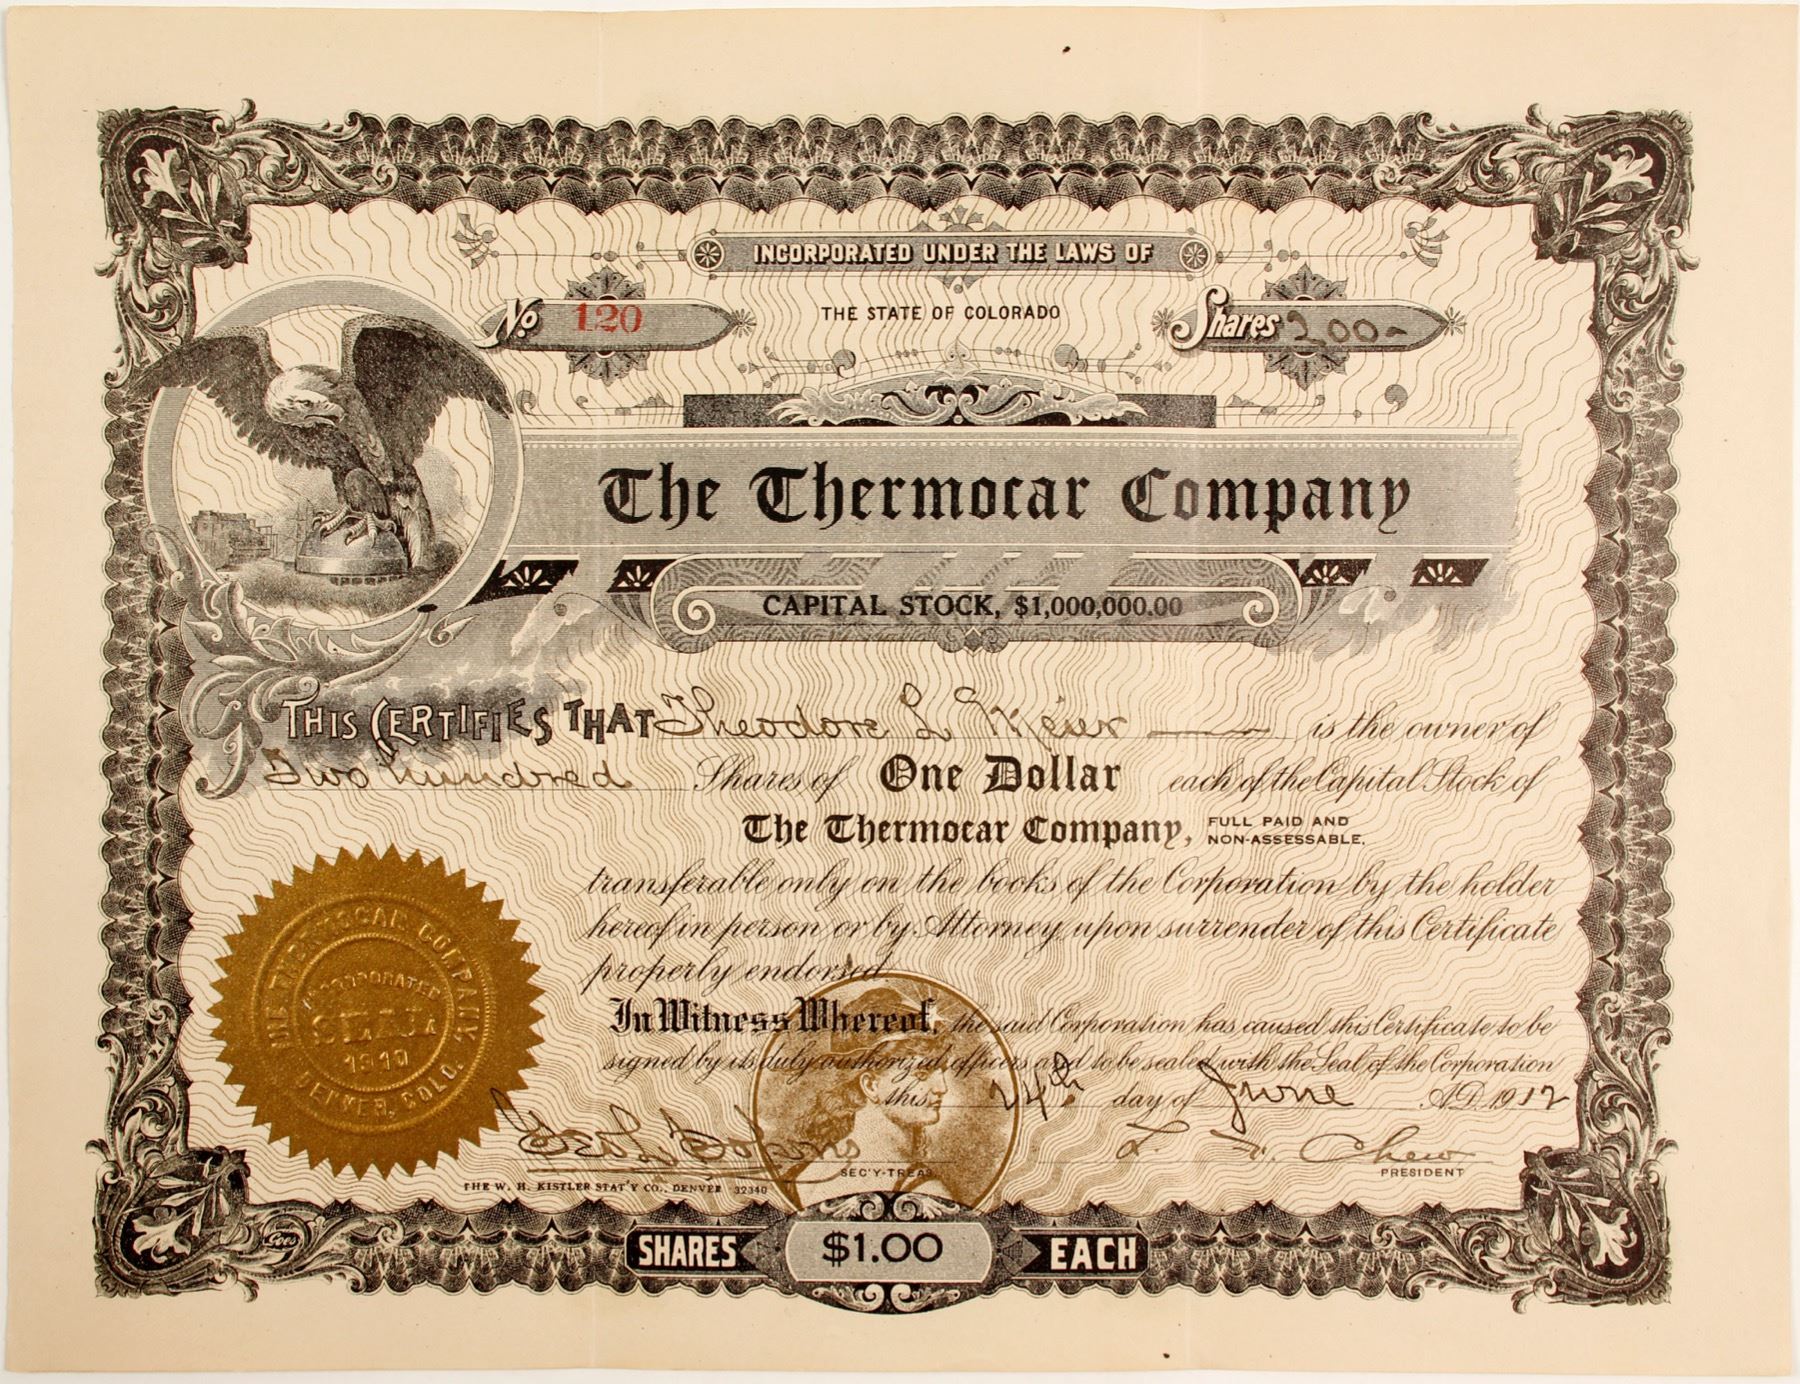 INCORPORATED UNDER THE LAWS OF
No. 120
THE STATE OF COLORADO
Shares 200-
The Thermocar Company
CAPITAL STOCK, $1,000,000.00
THIS CERTIFIES THAT Theodore L Meier is the owner of
Two hundred Shares of One Dollar each of the Capital Stock of
The Thermocar Company, FULL PAID AND
NON-ASSESSABLE.
transferable only on the books of the Corporation by the holder
hereof in person or by Attorney upon surrender of this Certificate
properly endorsed.
In Witness Whereof, the said Corporation has caused this Certificate to be
signed by its duly authorized officers and to be sealed with the Seal of the Corporation
this 24th day of June A.D. 1912
THE THERMOCAR COMPANY,
INCORPORATED
SEAL
1910
DENVER, COLO.
Geo L
SEC'Y-TREAS.
Chew
PRESIDENT
THE W. H. KISTLER STAT'Y CO., DENVER 32340
Goes
SHARES $1.00 EACH